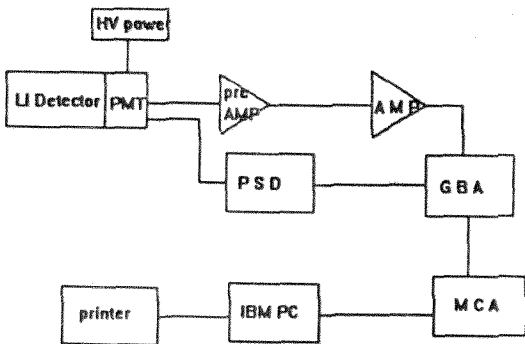 HV power
LI Detector
PMT
pre
AMP
AMP
PSD
GBA
MCA
IBM PC
printer